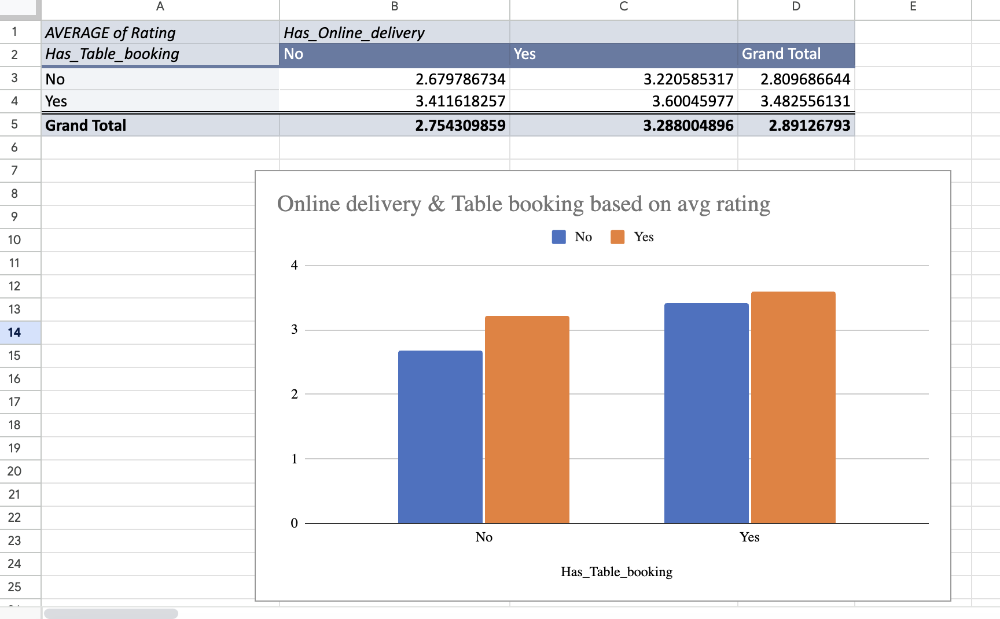 A B C D E
1 AVERAGE of Rating Has_Online_delivery
2 Has_Table_booking No Yes Grand Total
3 No 2.679786734 3.220585317 2.809686644
4 Yes 3.411618257 3.60045977 3.482556131
5 Grand Total 2.754309859 3.288004896 2.89126793
6
7
8
9
10
11
12
13
14
15
16
17
18
19
20
21
22
23
24
25
Online delivery & Table booking based on avg rating
No Yes
4
3
2
1
0
No Yes
Has_Table_booking